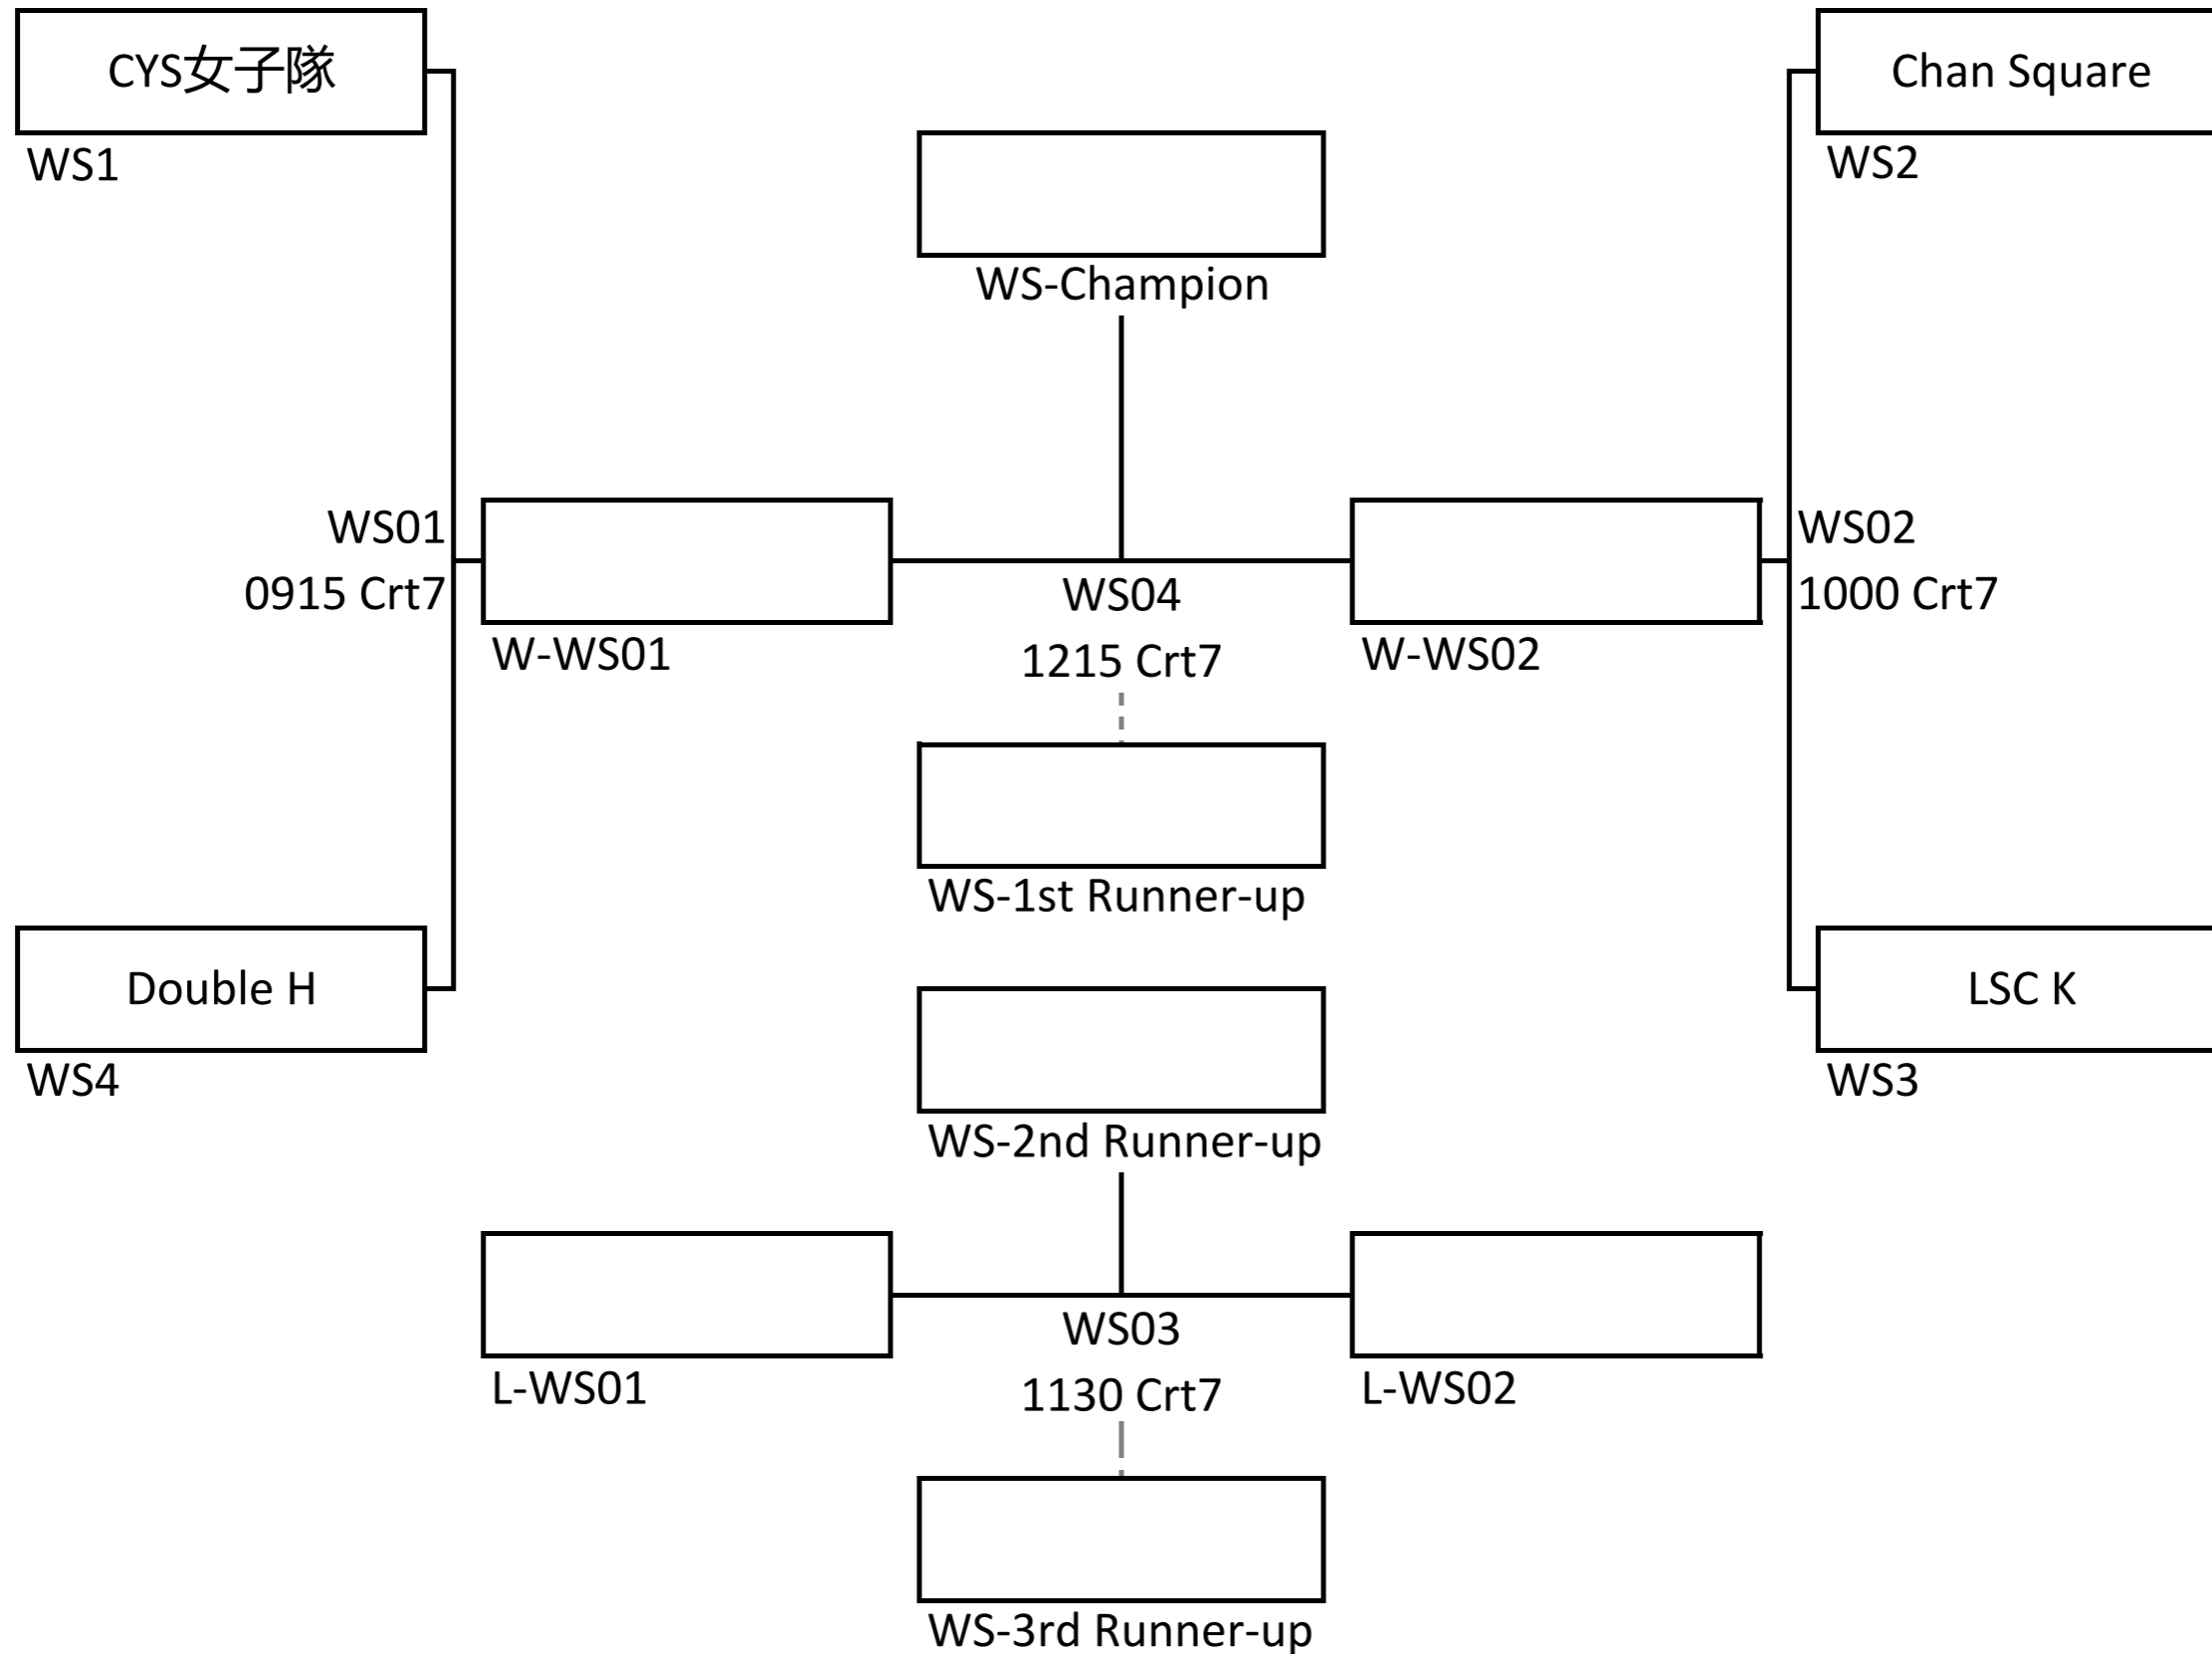 CYS女子隊
WS1
Chan Square
WS2
WS-Champion
WS01
0915 Crt7
W-WS01
WS04
1215 Crt7
W-WS02
WS02
1000 Crt7
WS-1st Runner-up
Double H
WS4
LSC K
WS3
WS-2nd Runner-up
L-WS01
WS03
1130 Crt7
L-WS02
WS-3rd Runner-up